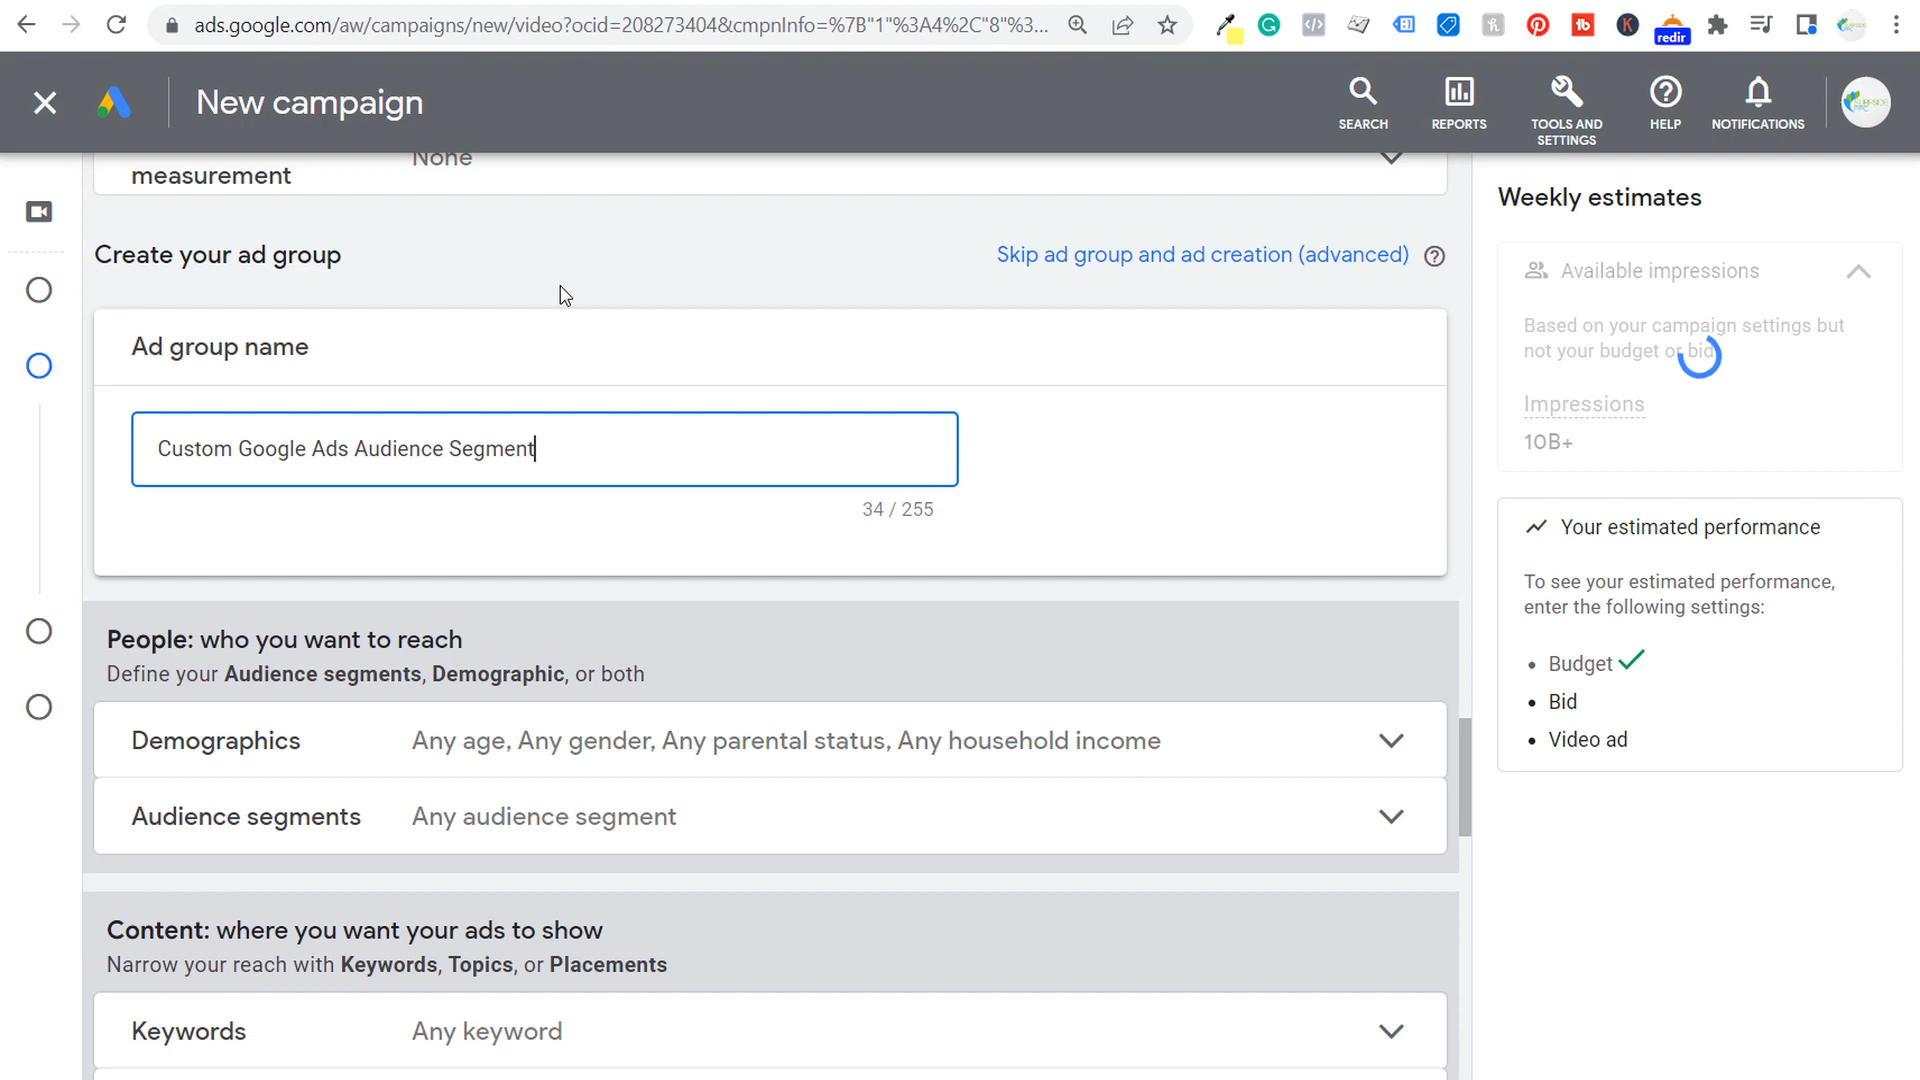 ads.google.com/aw/campaigns/new/video?ocid=208273404&cmpnInfo=%7B"1"%3A4%2C"8"%3...
redir
New campaign
SEARCH
REPORTS
TOOLS AND
SETTINGS
HELP
NOTIFICATIONS
SURFSIDE
PPC
None
measurement
Create your ad group
Skip ad group and ad creation (advanced)
Ad group name
Custom Google Ads Audience Segment
34 / 255
People: who you want to reach
Define your Audience segments, Demographic, or both
Demographics
Any age, Any gender, Any parental status, Any household income
Audience segments
Any audience segment
Content: where you want your ads to show
Narrow your reach with Keywords, Topics, or Placements
Keywords
Any keyword
Weekly estimates
Available impressions
Based on your campaign settings but
not your budget or bid
Impressions
10B+
Your estimated performance
To see your estimated performance,
enter the following settings:
• Budget
• Bid
• Video ad